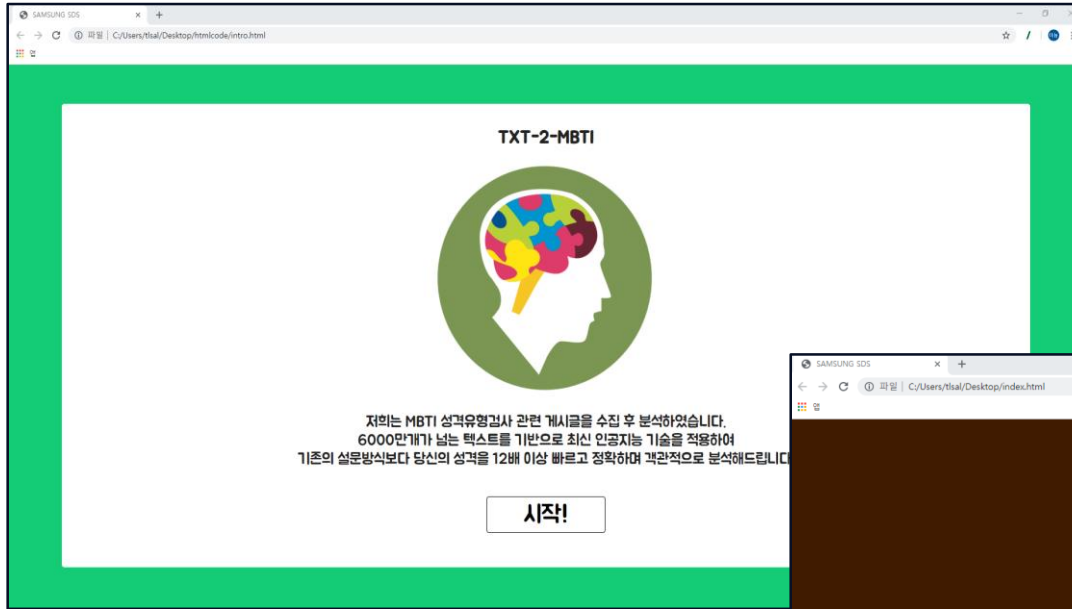 SAMSUNG SDS
파일 | C:/Users/tlsal/Desktop/htmlcode/intro.html
앱
TXT-2-MBTI
저희는 MBTI 성격유형검사 관련 게시글을 수집 후 분석하였습니다.
6000만개가 넘는 텍스트를 기반으로 최신 인공지능 기술을 적용하여
기존의 설문방식보다 당신의 성격을 12배 이상 빠르고 정확하며 객관적으로 분석해드립니다
시작!
SAMSUNG SDS
파일 | C:/Users/tlsal/Desktop/index.html
앱